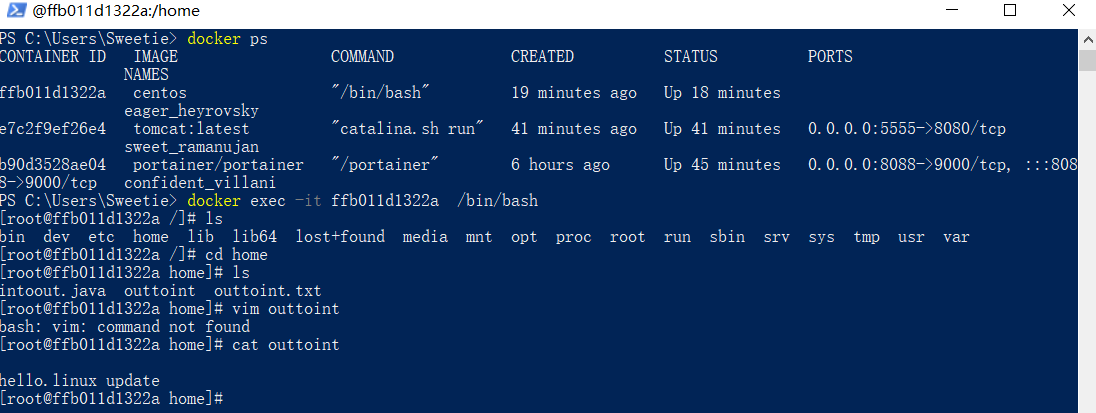 @ffb011d1322a:/home
PS C:\Users\Sweetie> docker ps
CONTAINER ID   IMAGE                 COMMAND             CREATED          STATUS          PORTS
NAMES
ffb011d1322a   centos                "/bin/bash"         19 minutes ago   Up 18 minutes
eager_heyrovsky
e7c2f9ef26e4   tomcat:latest         "catalina.sh run"   41 minutes ago   Up 41 minutes   0.0.0.0:5555->8080/tcp
sweet_ramanujan
b90d3528ae04   portainer/portainer   "/portainer"        6 hours ago      Up 45 minutes   0.0.0.0:8088->9000/tcp, :::808
8->9000/tcp   confident_villani
PS C:\Users\Sweetie> docker exec -it ffb011d1322a  /bin/bash
[root@ffb011d1322a /]# ls
bin  dev  etc  home  lib  lib64  lost+found  media  mnt  opt  proc  root  run  sbin  srv  sys  tmp  usr  var
[root@ffb011d1322a /]# cd home
[root@ffb011d1322a home]# ls
intoout.java  outtoint  outtoint.txt
[root@ffb011d1322a home]# vim outtoint
bash: vim: command not found
[root@ffb011d1322a home]# cat outtoint
hello.linux update
[root@ffb011d1322a home]#